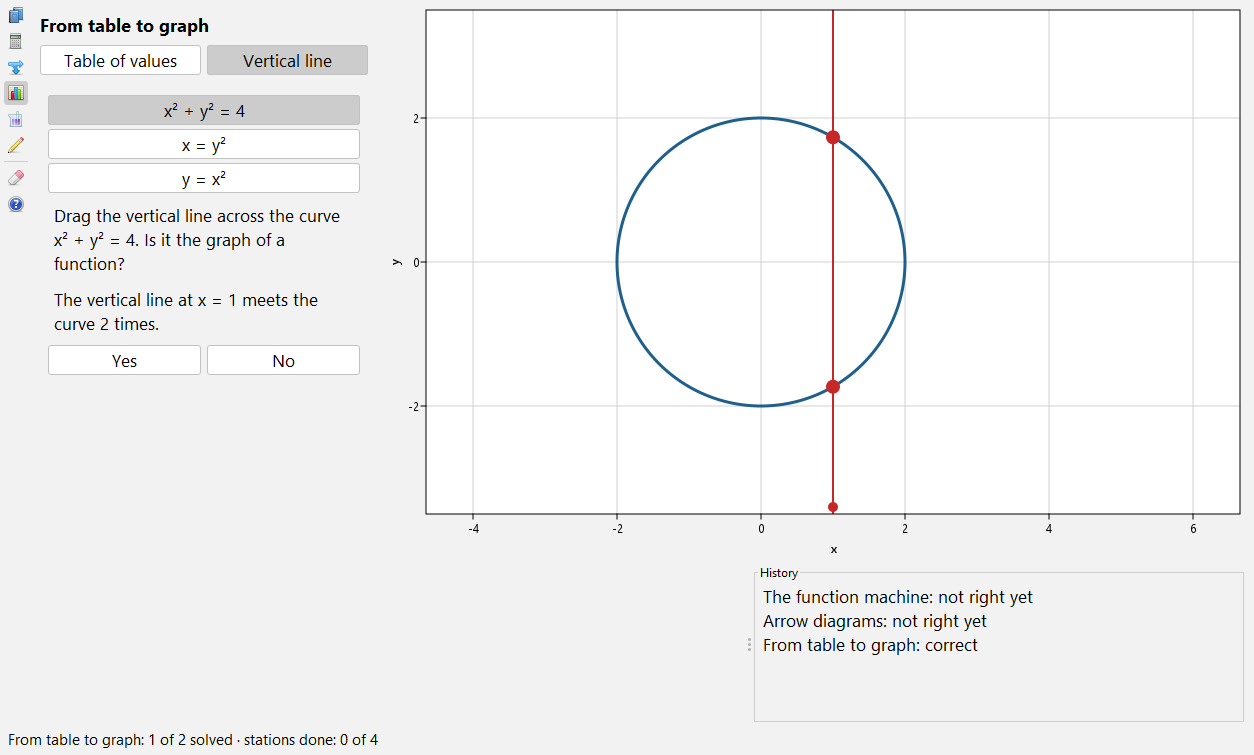 From table to graph
Table of values
Vertical line
x² + y² = 4
x = y²
y = x²
Drag the vertical line across the curve
x² + y² = 4. Is it the graph of a
function?
The vertical line at x = 1 meets the
curve 2 times.
Yes
No
2
0
-2
y
-4
-2
0
2
4
6
x
History
The function machine: not right yet
Arrow diagrams: not right yet
From table to graph: correct
From table to graph: 1 of 2 solved · stations done: 0 of 4